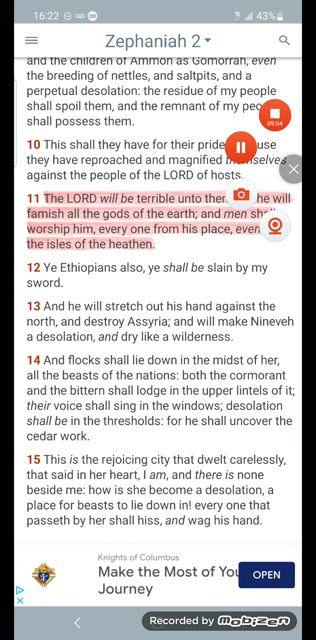 16:22
43%
Zephaniah 2
and the children of Ammon as Gomorrah, even
the breeding of nettles, and saltpits, and a
perpetual desolation: the residue of my people
shall spoil them, and the remnant of my
shall possess them.
09:04
10 This shall they have for their pride,
they have reproached and magnified themselves
against the people of the LORD of hosts.
11 The LORD will be terrible unto he will
famish all the gods of the earth; and men
worship him, every one from his place, even
the isles of the heathen.
12 Ye Ethiopians also, ye shall be slain by my
sword.
13 And he will stretch out his hand against the
north, and destroy Assyria; and will make Nineveh
a desolation, and dry like a wilderness.
14 And flocks shall lie down in the midst of her,
all the beasts of the nations: both the cormorant
and the bittern shall lodge in the upper lintels of it;
their voice shall sing in the windows; desolation
shall be in the thresholds: for he shall uncover the
cedar work.
15 This is the rejoicing city that dwelt carelessly,
that said in her heart, I am, and there is none
beside me: how is she become a desolation, a
place for beasts to lie down in! every one that
passeth by her shall hiss, and wag his hand.
Knights of Columbus
Make the Most of
Journey
OPEN
Recorded by mobizen